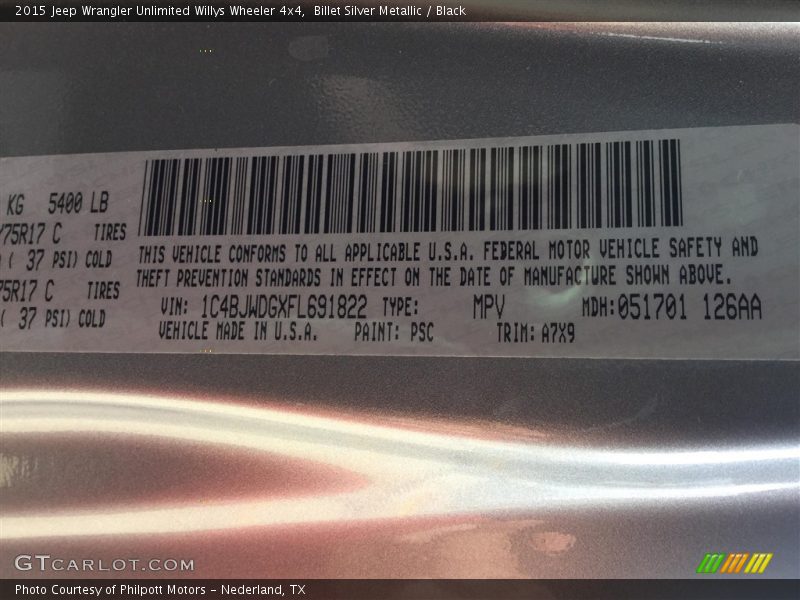 2015 Jeep Wrangler Unlimited Willys Wheeler 4x4, Billet Silver Metallic / Black
KG 5400 LB
75R17 C TIRES
( 37 PSI) COLD
75R17 C TIRES
( 37 PSI) COLD
THIS VEHICLE CONFORMS TO ALL APPLICABLE U.S.A. FEDERAL MOTOR VEHICLE SAFETY AND
THEFT PREVENTION STANDARDS IN EFFECT ON THE DATE OF MANUFACTURE SHOWN ABOVE.
VIN: 1C4BJWDGXFL691822 TYPE: MPV MDH:051701 126AA
VEHICLE MADE IN U.S.A. PAINT: PSC TRIM: A7X9
GTCARLOT.COM
Photo Courtesy of Philpott Motors - Nederland, TX